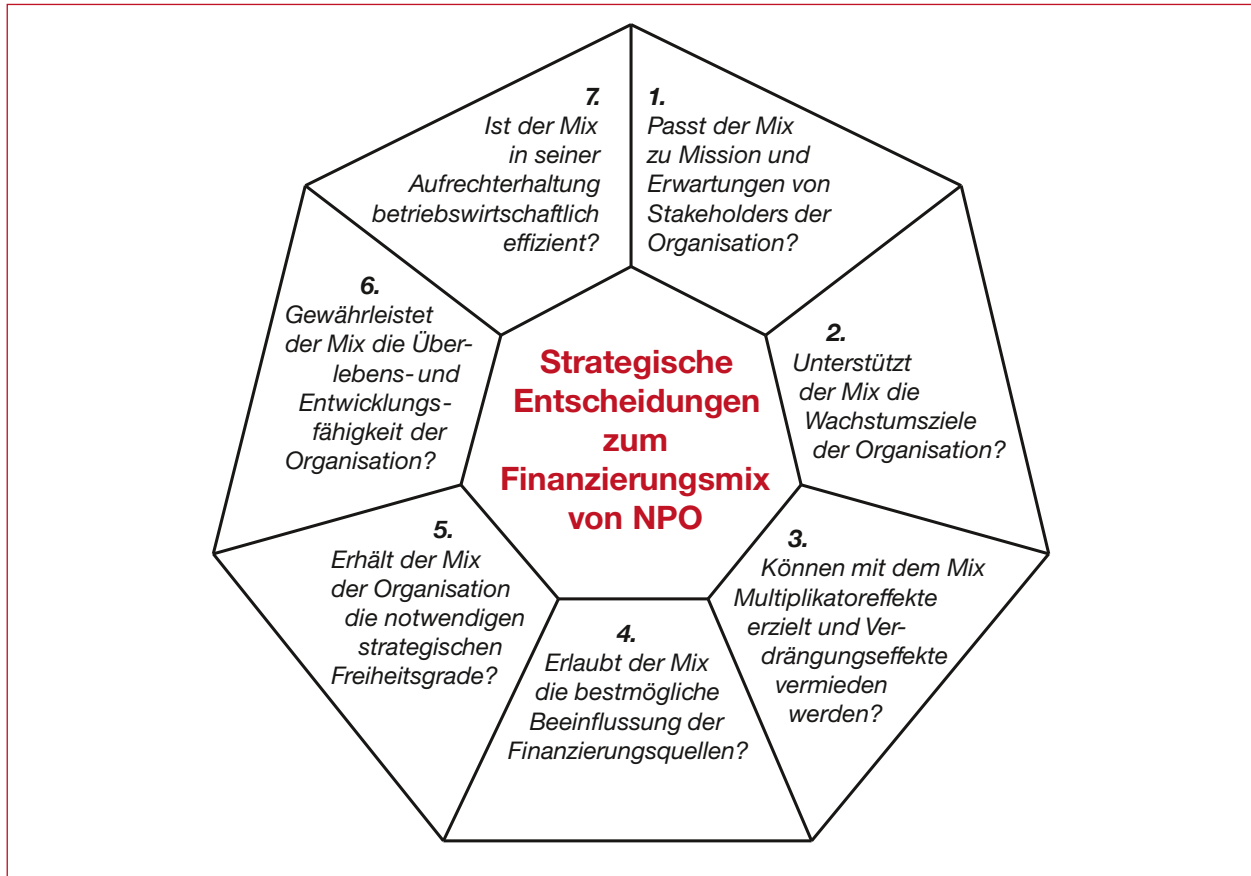 Strategische
Entscheidungen
zum
Finanzierungsmix
von NPO
1.
Passt der Mix
zu Mission und
Erwartungen von
Stakeholders der
Organisation?
2.
Unterstützt
der Mix die
Wachstumsziele
der Organisation?
3.
Können mit dem Mix
Multiplikatoreffekte
erzielt und Ver-
drängungseffekte
vermieden
werden?
4.
Erlaubt der Mix
die bestmögliche
Beeinflussung der
Finanzierungsquellen?
5.
Erhält der Mix
der Organisation
die notwendigen
strategischen
Freiheitsgrade?
6.
Gewährleistet
der Mix die Über-
lebens- und
Entwicklungs-
fähigkeit der
Organisation?
7.
Ist der Mix
in seiner
Aufrechterhaltung
betriebswirtschaftlich
effizient?